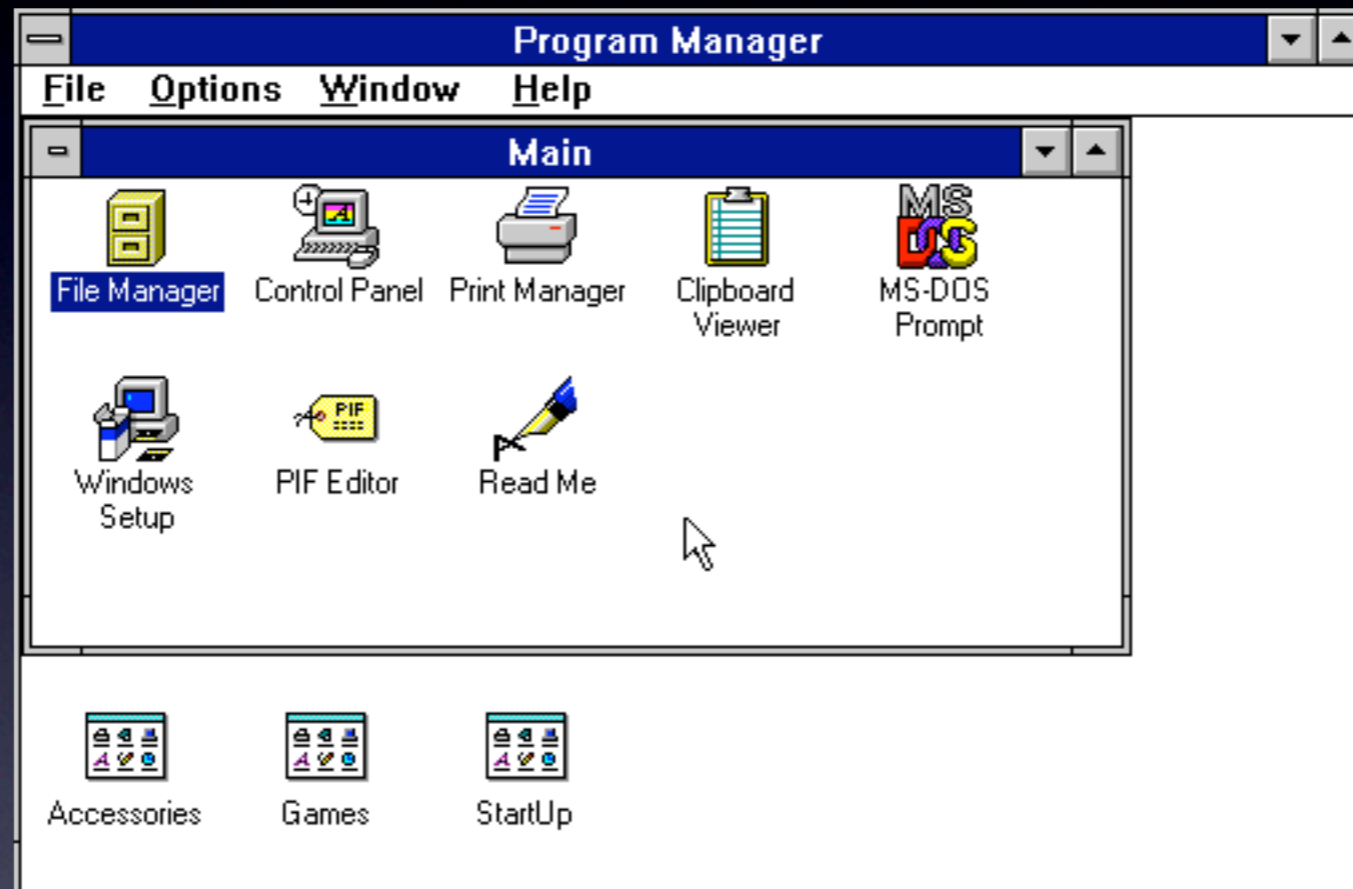 Program Manager
File Options Window Help
Main
MS
DOS
File Manager
Control Panel
Print Manager
Clipboard
Viewer
MS-DOS
Prompt
PIF
Windows
Setup
PIF Editor
Read Me
Accessories
Games
StartUp